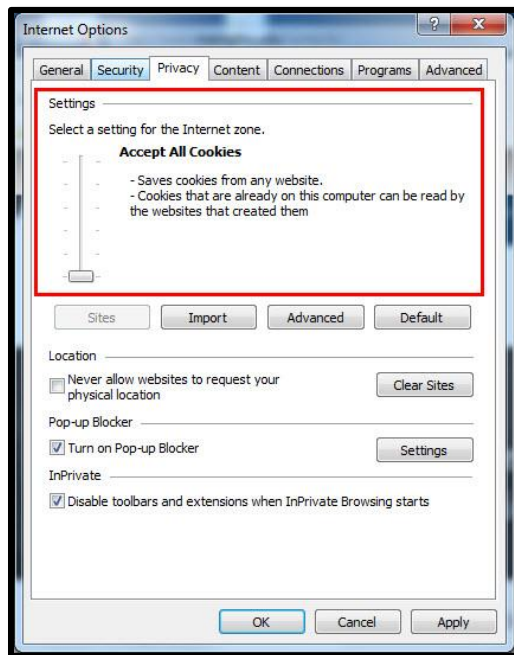 Internet Options
General Security Privacy Content Connections Programs Advanced
Settings
Select a setting for the Internet zone.
Accept All Cookies
- Saves cookies from any website.
- Cookies that are already on this computer can be read by
the websites that created them
Sites Import Advanced Default
Location
Never allow websites to request your
physical location
Clear Sites
Pop-up Blocker
Turn on Pop-up Blocker Settings
InPrivate
Disable toolbars and extensions when InPrivate Browsing starts
OK Cancel Apply